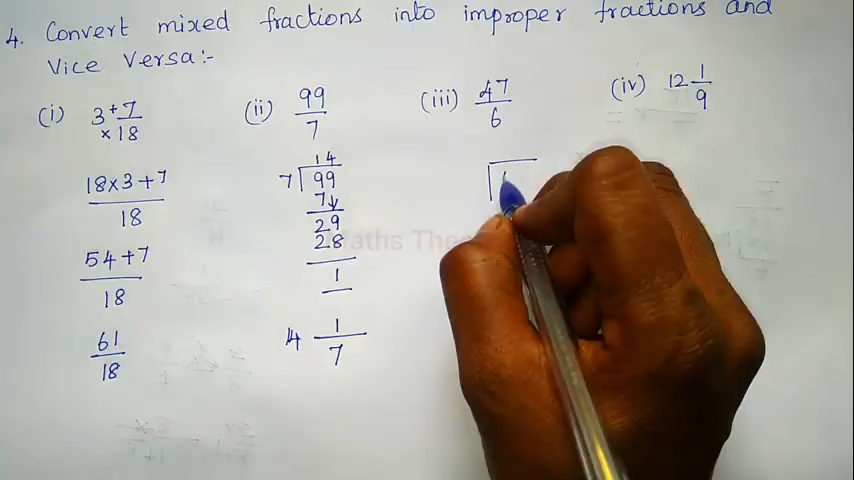 4. Convert mixed fractions into improper fractions and
Vice Versa:-
(i) 3 + 7
× 18
18 × 3 + 7
18
54 + 7
18
61
18
(ii) 99
7
14
7 99
7↓
29
28
1
4 1
7
(iii) 47
6
(iv) 12 1
9